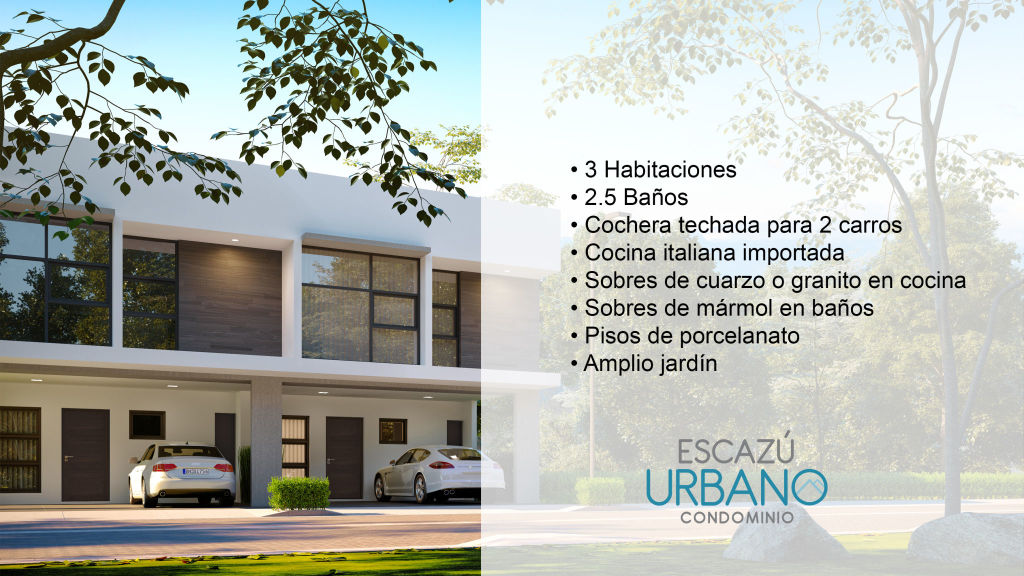 • 3 Habitaciones
• 2.5 Baños
• Cochera techada para 2 carros
• Cocina italiana importada
• Sobres de cuarzo o granito en cocina
• Sobres de mármol en baños
• Pisos de porcelanato
• Amplio jardín
ESCAZÚ
URBANO
CONDOMINIO